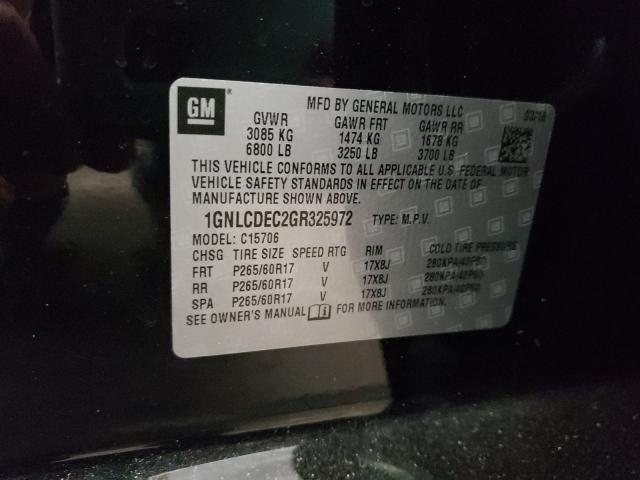 GM
MFD BY GENERAL MOTORS LLC 03/16
GVWR GAWR FRT GAWR RR
3085 KG 1474 KG 1678 KG
6800 LB 3250 LB 3700 LB
THIS VEHICLE CONFORMS TO ALL APPLICABLE U.S. FEDERAL MOTOR
VEHICLE SAFETY STANDARDS IN EFFECT ON THE DATE OF
MANUFACTURE SHOWN ABOVE.
1GNLCDEC2GR325972 TYPE: M.P.V.
MODEL: C15706
CHSG TIRE SIZE SPEED RTG RIM COLD TIRE PRESSURE
FRT P265/60R17 V 17X8J 280KPA(40PSI)
RR P265/60R17 V 17X8J 280KPA(40PSI)
SPA P265/60R17 V 17X8J 280KPA(40PSI)
SEE OWNER'S MANUAL FOR MORE INFORMATION.